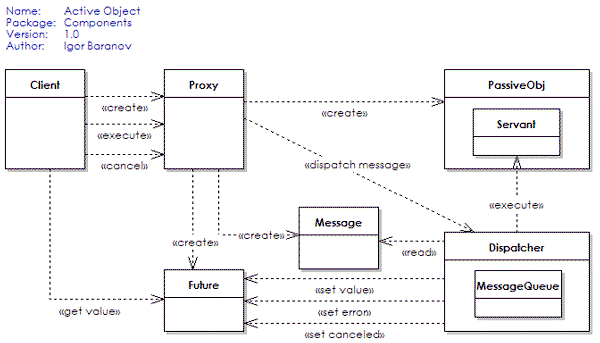 Name: Active Object
Package: Components
Version: 1.0
Author: Igor Baranov
Client
Proxy
PassiveObj
«create»
«create»
Servant
«execute»
«cancel»
«dispatch message»
«execute»
Message
«create»
«create»
Dispatcher
«read»
Future
MessageQueue
«set value»
«get value»
«set erron»
«set canceled»